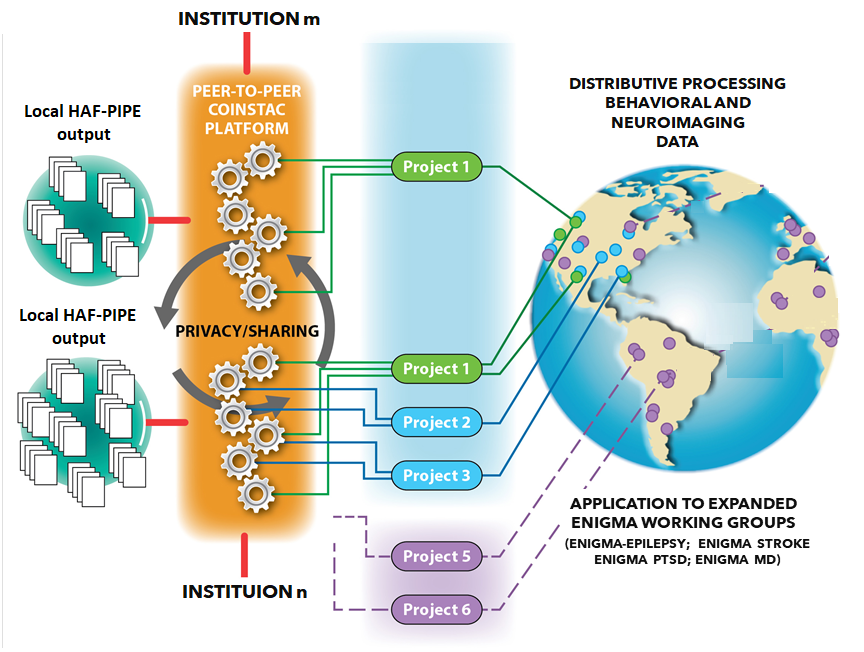 INSTITUTION m
PEER-TO-PEER
COINSTAC
PLATFORM
Local HAF-PIPE
output
Local HAF-PIPE
output
PRIVACY/SHARING
INSTITUION n
Project 1
Project 1
Project 2
Project 3
Project 5
Project 6
DISTRIBUTIVE PROCESSING
BEHAVIORAL AND
NEUROIMAGING
DATA
APPLICATION TO EXPANDED
ENIGMA WORKING GROUPS
(ENIGMA-EPILEPSY; ENIGMA STROKE
ENIGMA PTSD; ENIGMA MD)